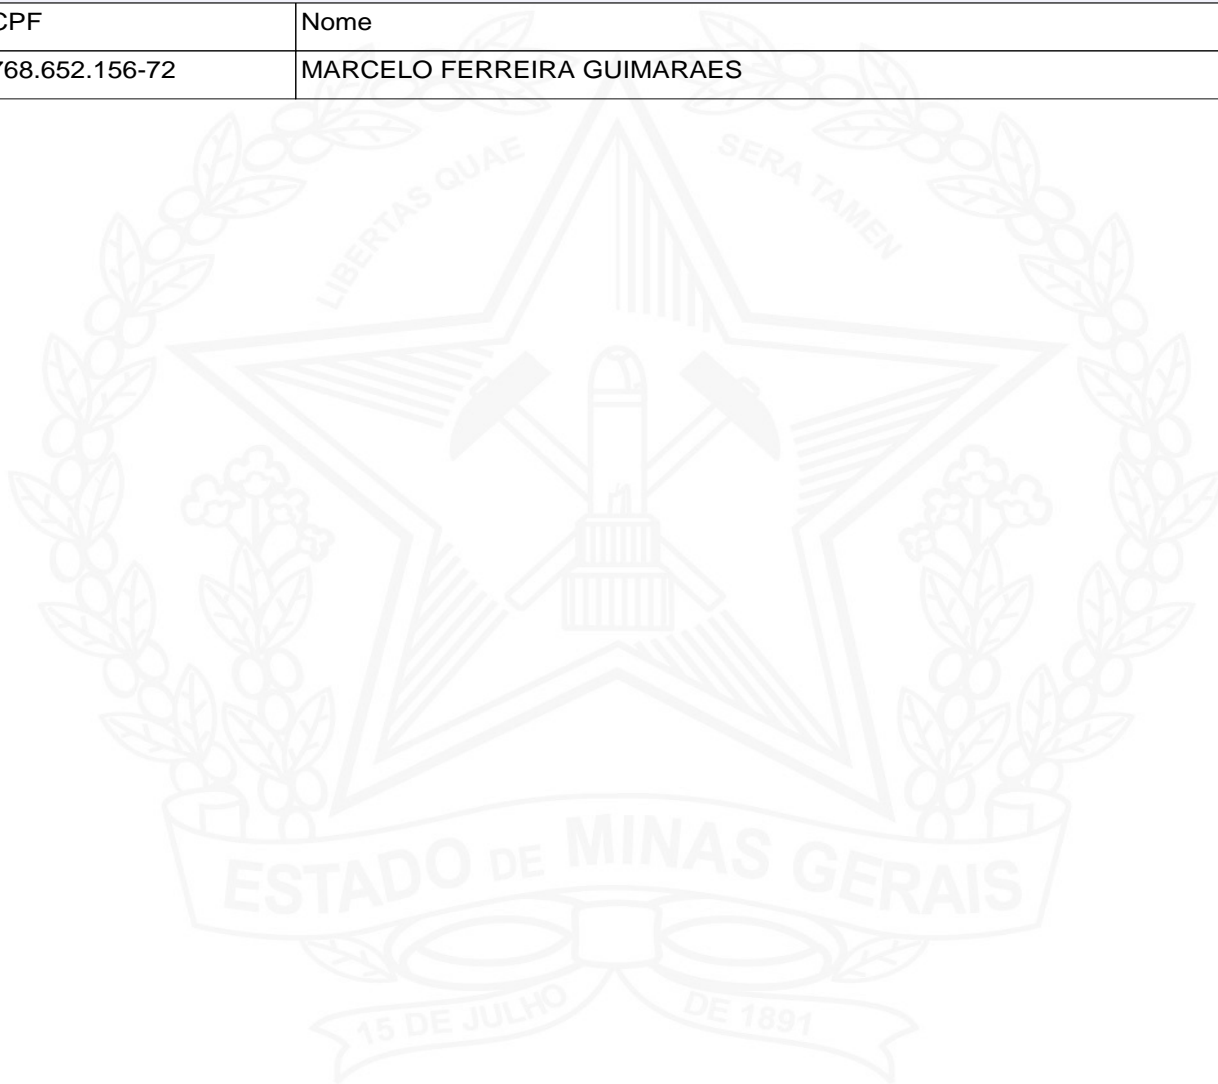 CPF Nome
768.652.156-72 MARCELO FERREIRA GUIMARAES
LIBERTAS QUAE SERA TAMEN
ESTADO DE MINAS GERAIS
15 DE JULHO DE 1891